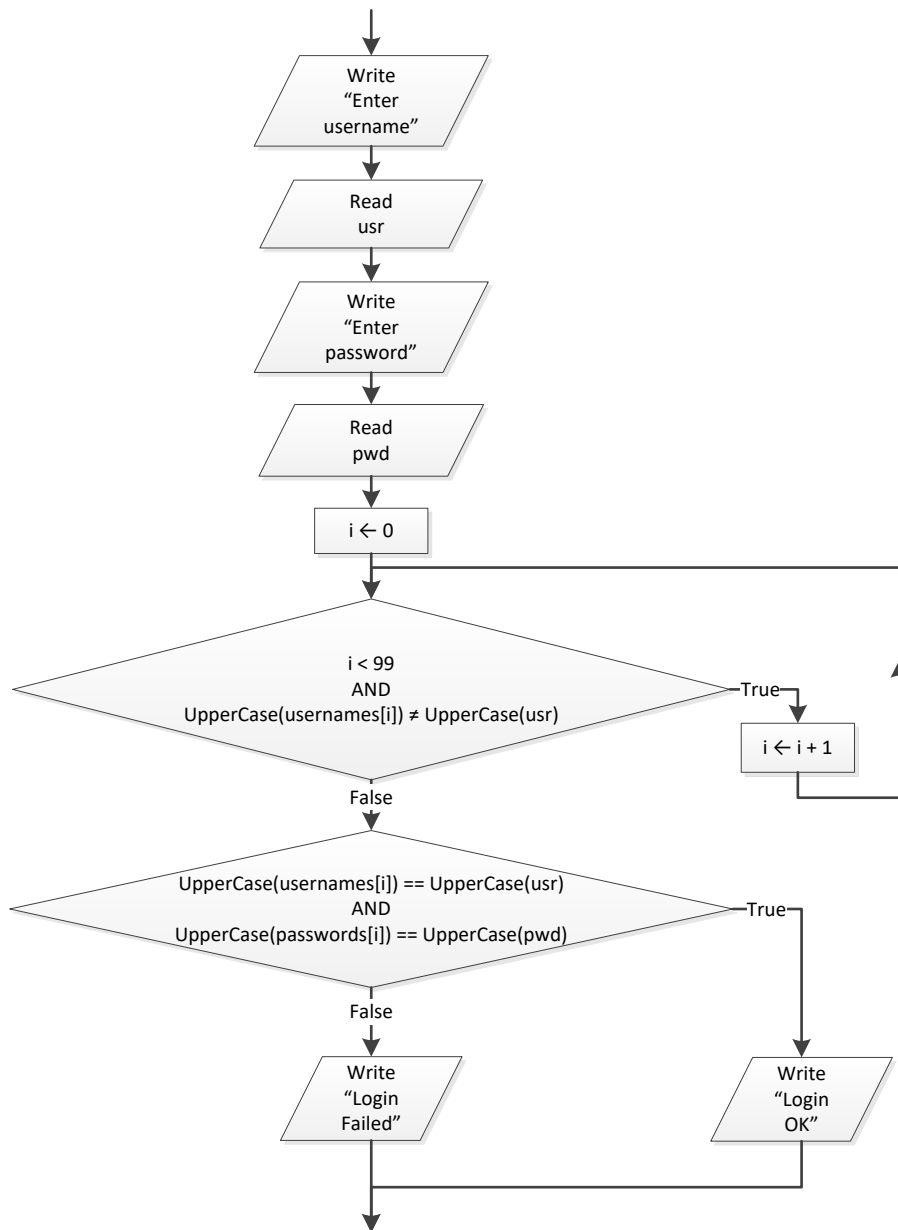 Write
“Enter
username”
Read
usr
Write
“Enter
password”
Read
pwd
i ← 0
i < 99
AND
UpperCase(usernames[i]) ≠ UpperCase(usr)
True
i ← i + 1
False
UpperCase(usernames[i]) == UpperCase(usr)
AND
UpperCase(passwords[i]) == UpperCase(pwd)
True
False
Write
“Login
Failed”
Write
“Login
OK”